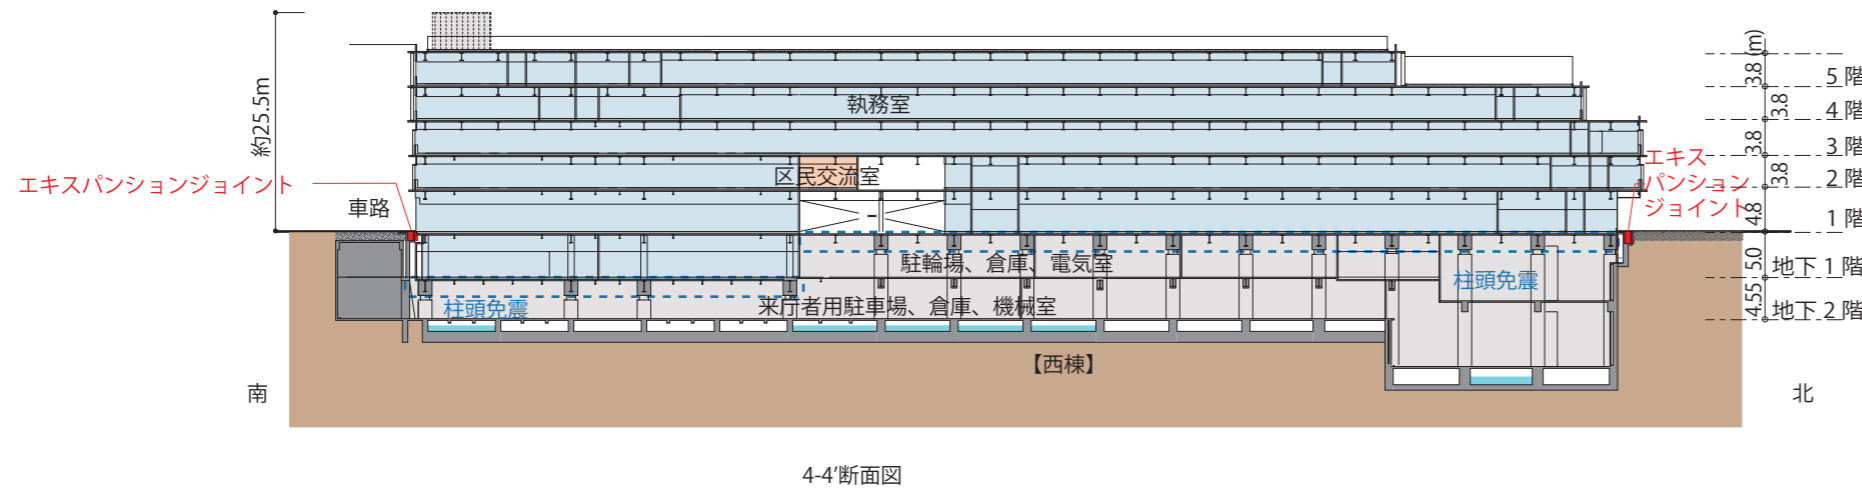 約25.5m
エキスパンションジョイント
車路
執務室
区民交流室
駐輪場、倉庫、電気室
柱頭免震
柱頭免震
来庁者用駐車場、倉庫、機械室
【西棟】
南
北
エキス
パンション
ジョイント
(m)
3.8
5 階
3.8
4 階
3.8
3 階
3.8
2 階
4.8
1 階
5.0
地下 1 階
4.55
地下 2 階
4-4'断面図